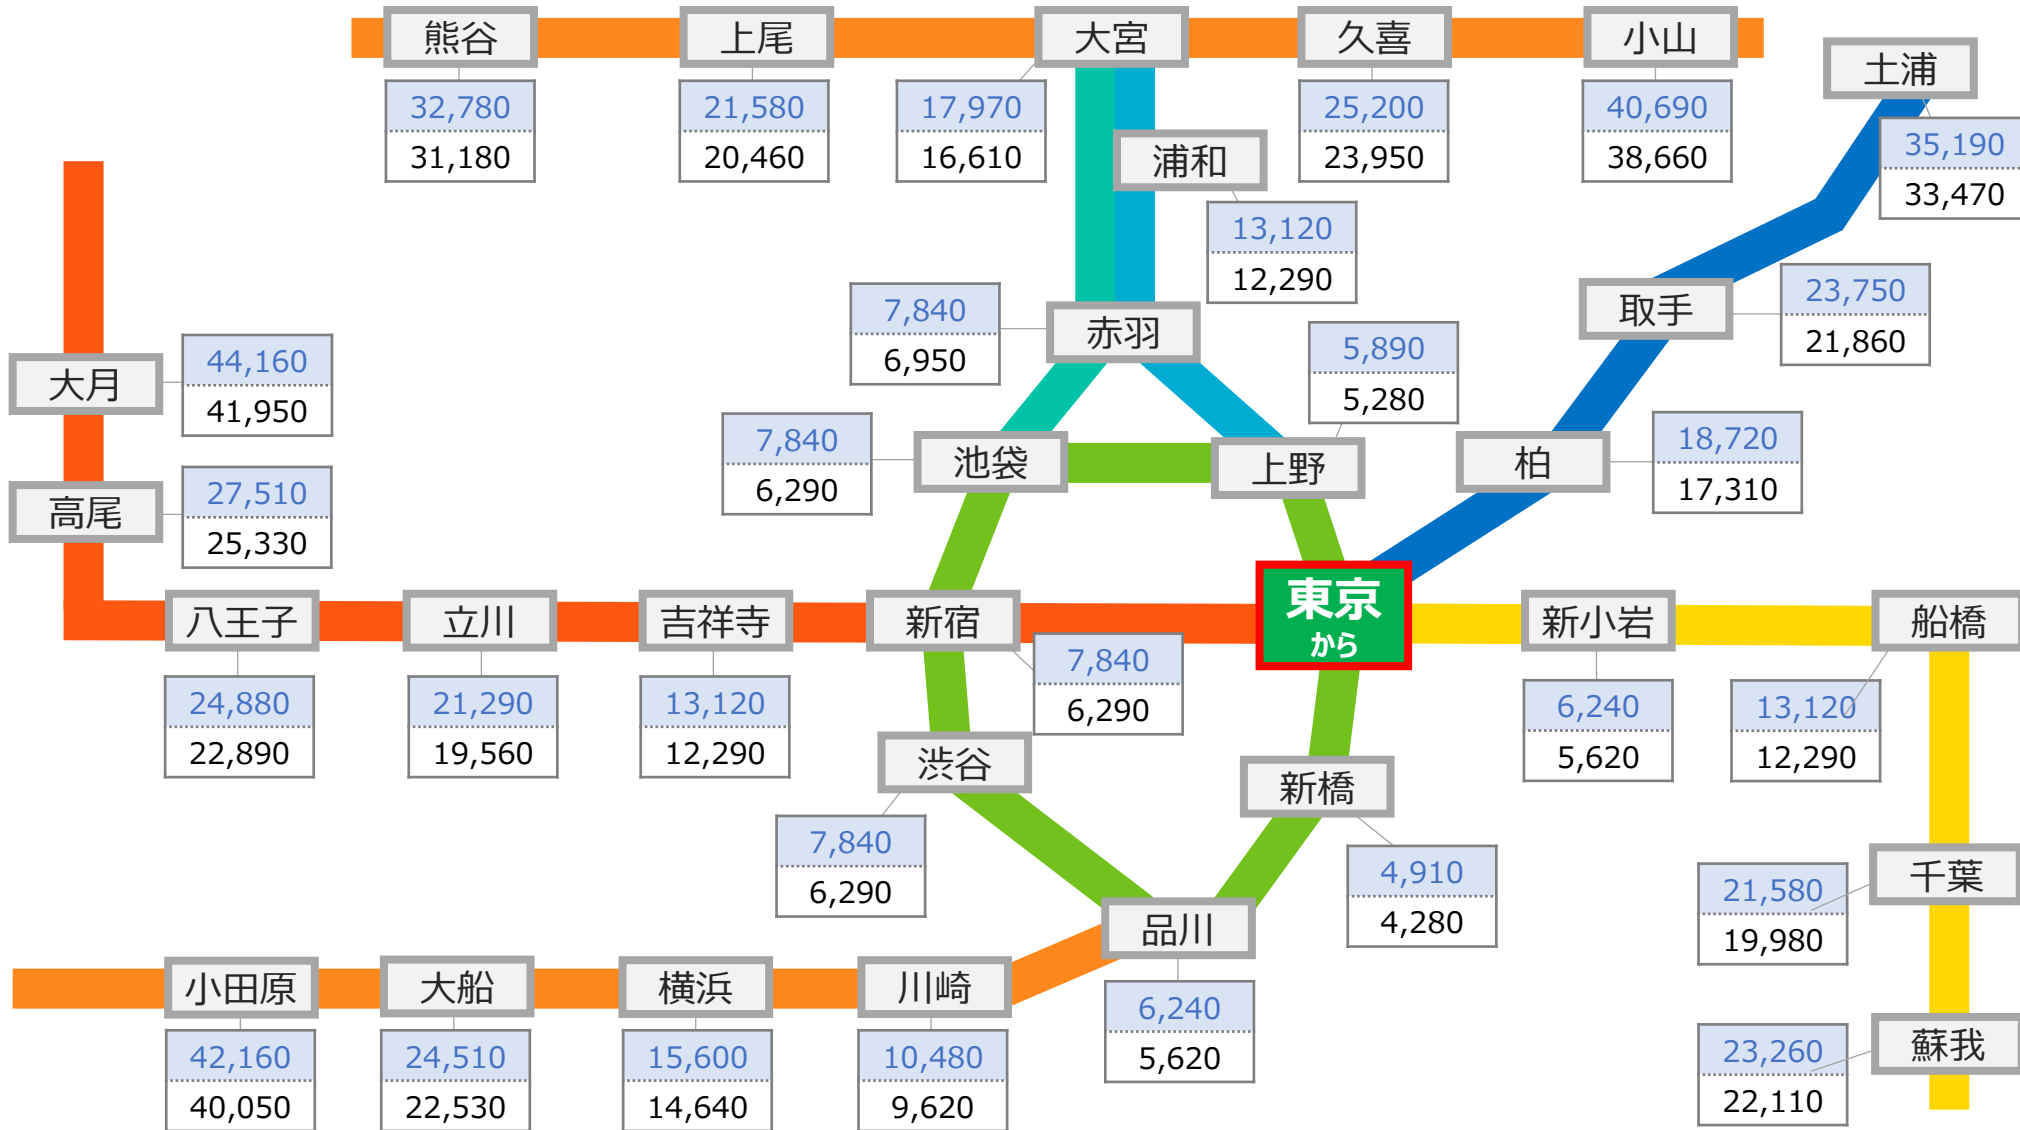 熊谷
32,780
31,180
上尾
21,580
20,460
大宮
17,970
16,610
久喜
25,200
23,950
小山
40,690
38,660
土浦
35,190
33,470
浦和
13,120
12,290
赤羽
7,840
6,950
取手
23,750
21,860
大月
44,160
41,950
池袋
7,840
6,290
上野
5,890
5,280
柏
18,720
17,310
高尾
27,510
25,330
八王子
24,880
22,890
立川
21,290
19,560
吉祥寺
13,120
12,290
新宿
7,840
6,290
東京
から
新小岩
6,240
5,620
船橋
13,120
12,290
渋谷
7,840
6,290
新橋
4,910
4,280
千葉
21,580
19,980
品川
6,240
5,620
小田原
42,160
40,050
大船
24,510
22,530
横浜
15,600
14,640
川崎
10,480
9,620
蘇我
23,260
22,110